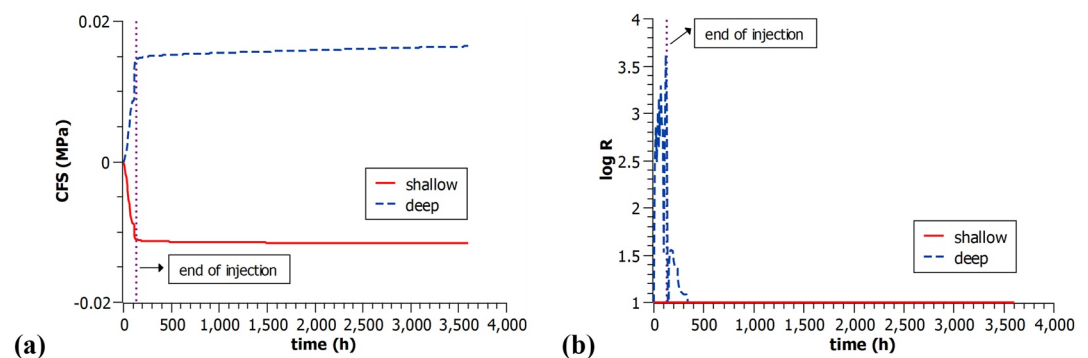 0.02
0
-0.02
CFS (MPa)
shallow
deep
end of injection
0 500 1,000 1,500 2,000 2,500 3,000 3,500 4,000
time (h)
(a)
4
3.5
3
2.5
2
1.5
1
log R
end of injection
shallow
deep
0 500 1,000 1,500 2,000 2,500 3,000 3,500 4,000
time (h)
(b)